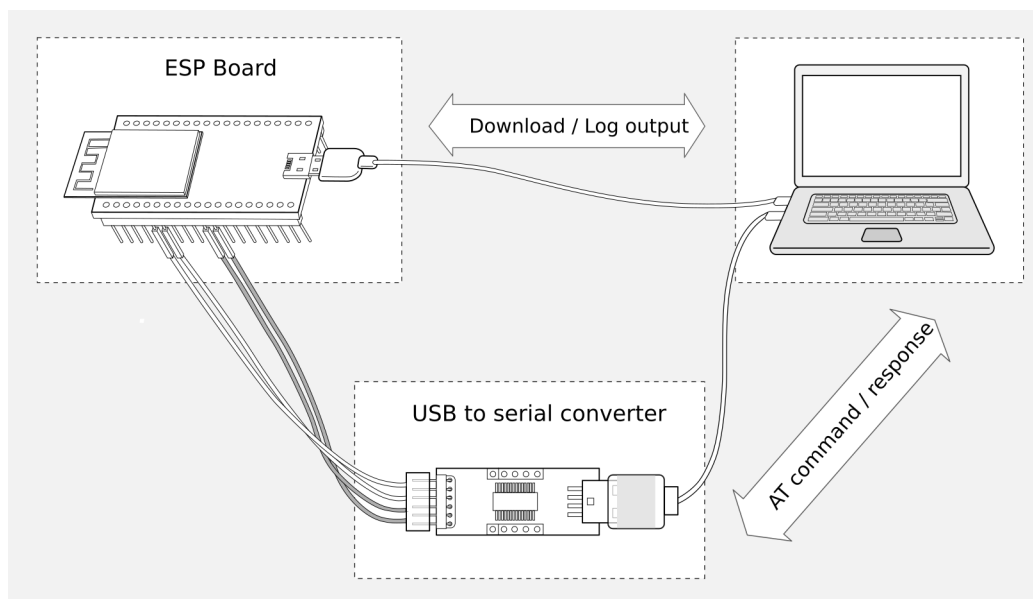 ESP Board
Download / Log output
USB to serial converter
AT command / response